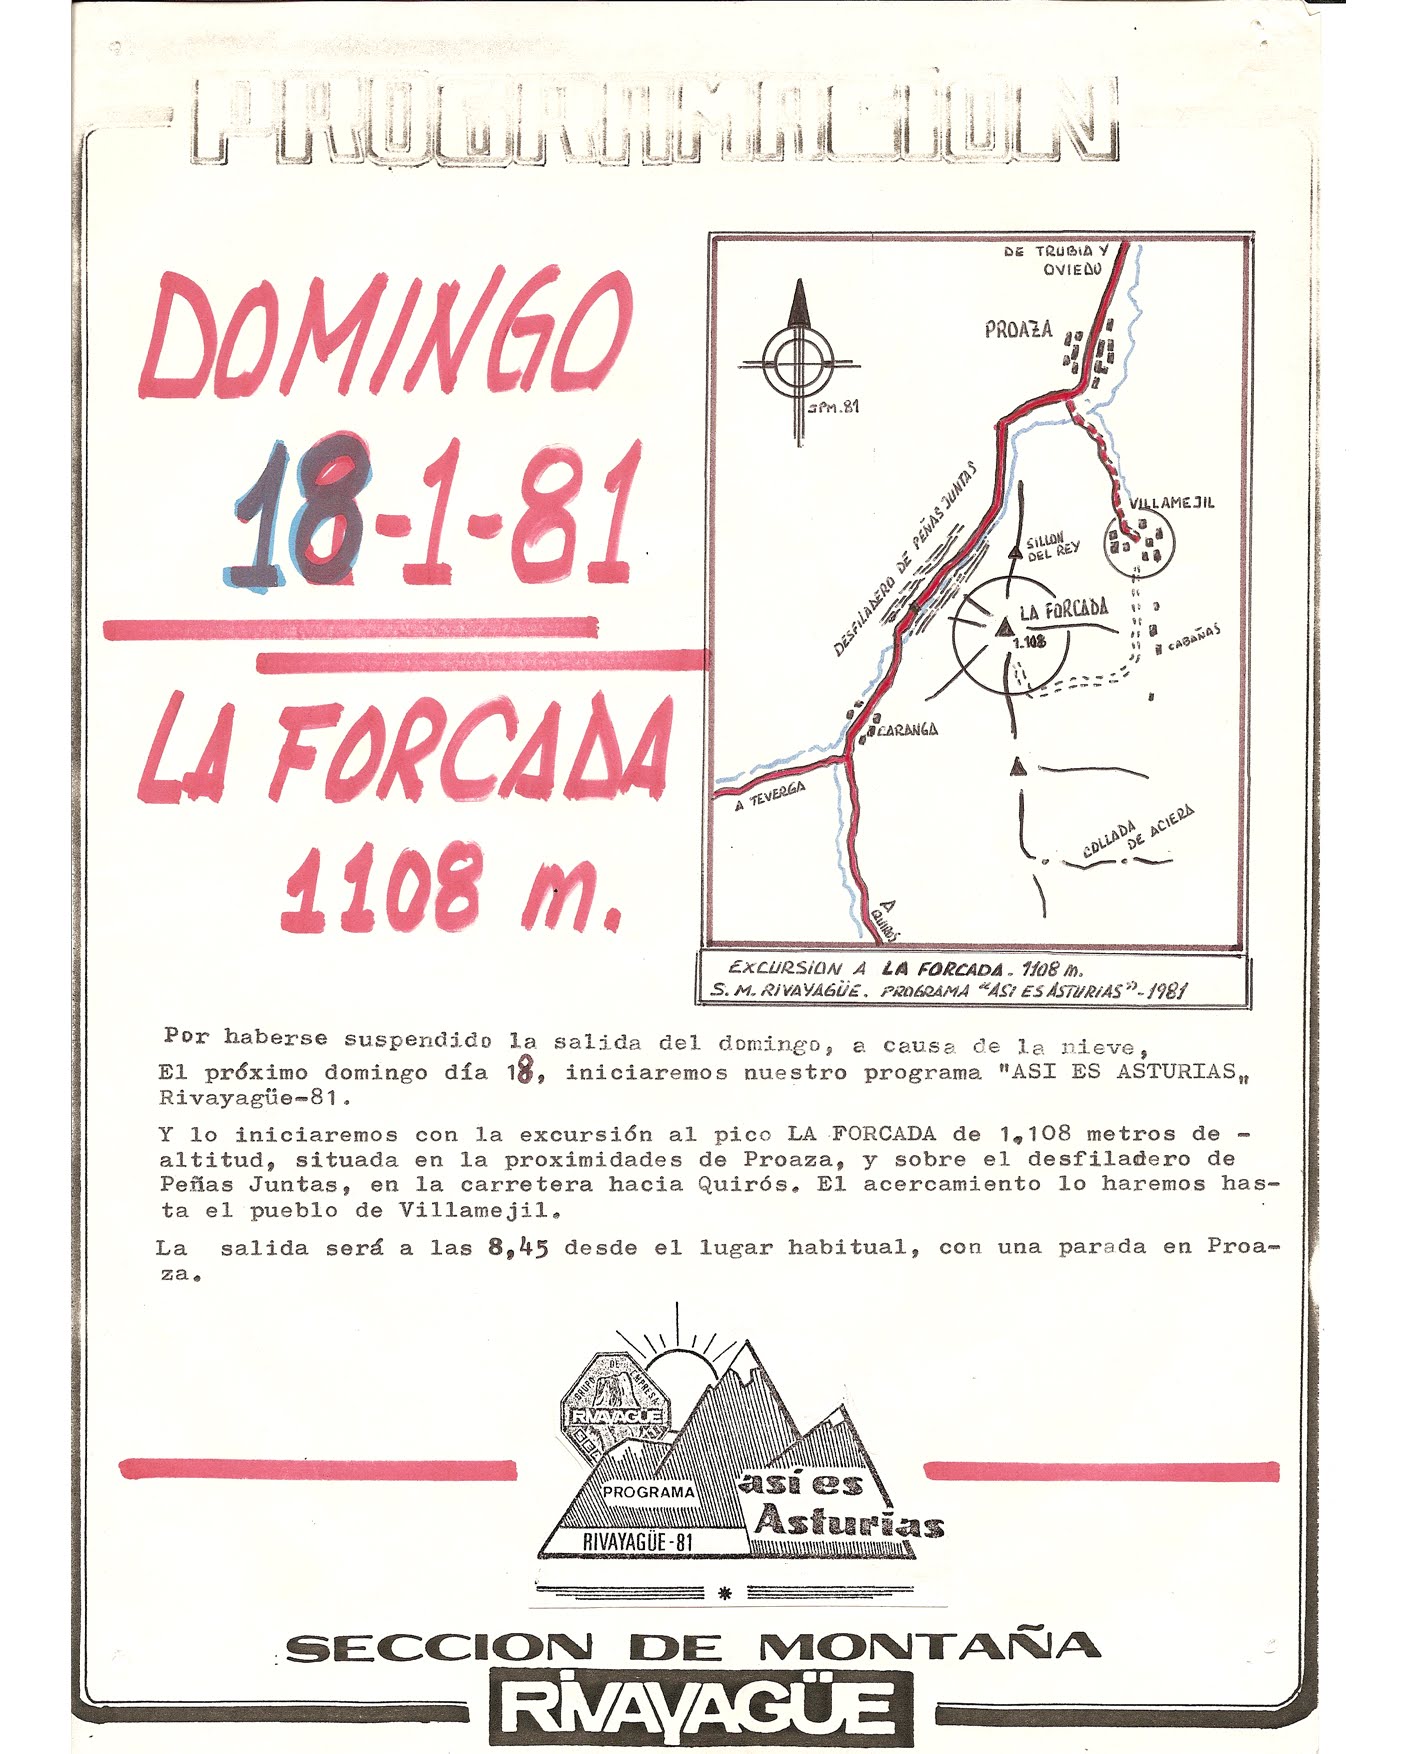 PROGRAMACION
DOMINGO
18-1-81
LA FORCADA
1108 m.
DE TRUBIA Y
OVIEDO
PROAZA
SPM.81
DESFILADERO DE PEÑAS JUNTAS
VILLAMEJIL
SILLON
DEL REY
LA FORCADA
1.108
CABAÑAS
CARANGA
A TEVERGA
COLLADA
DE ACIERA
A
QUIROS
EXCURSION A LA FORCADA. 1108 m.
S. M. RIVAYAGÜE. PROGRAMA "ASI ES ASTURIAS"-1981
Por haberse suspendido la salida del domingo, a causa de la nieve,
El próximo domingo día 18, iniciaremos nuestro programa "ASI ES ASTURIAS„
Rivayagüe-81.
Y lo iniciaremos con la excursión al pico LA FORCADA de 1,108 metros de -
altitud, situada en la proximidades de Proaza, y sobre el desfiladero de
Peñas Juntas, en la carretera hacia Quirós. El acercamiento lo haremos has-
ta el pueblo de Villamejil.
La salida será a las 8,45 desde el lugar habitual, con una parada en Proa-
za.
GRUPO DE EMPRESA
RIVAYAGÜE
PROGRAMA
así es
Asturias
RIVAYAGÜE-81
SECCION DE MONTAÑA
RIVAYAGÜE